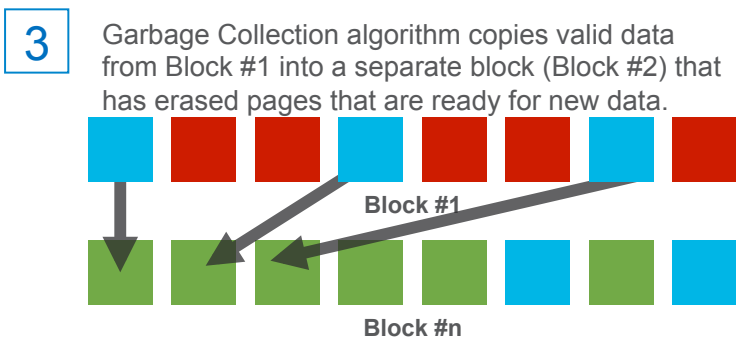 3
Garbage Collection algorithm copies valid data
from Block #1 into a separate block (Block #2) that
has erased pages that are ready for new data.
Block #1
Block #n